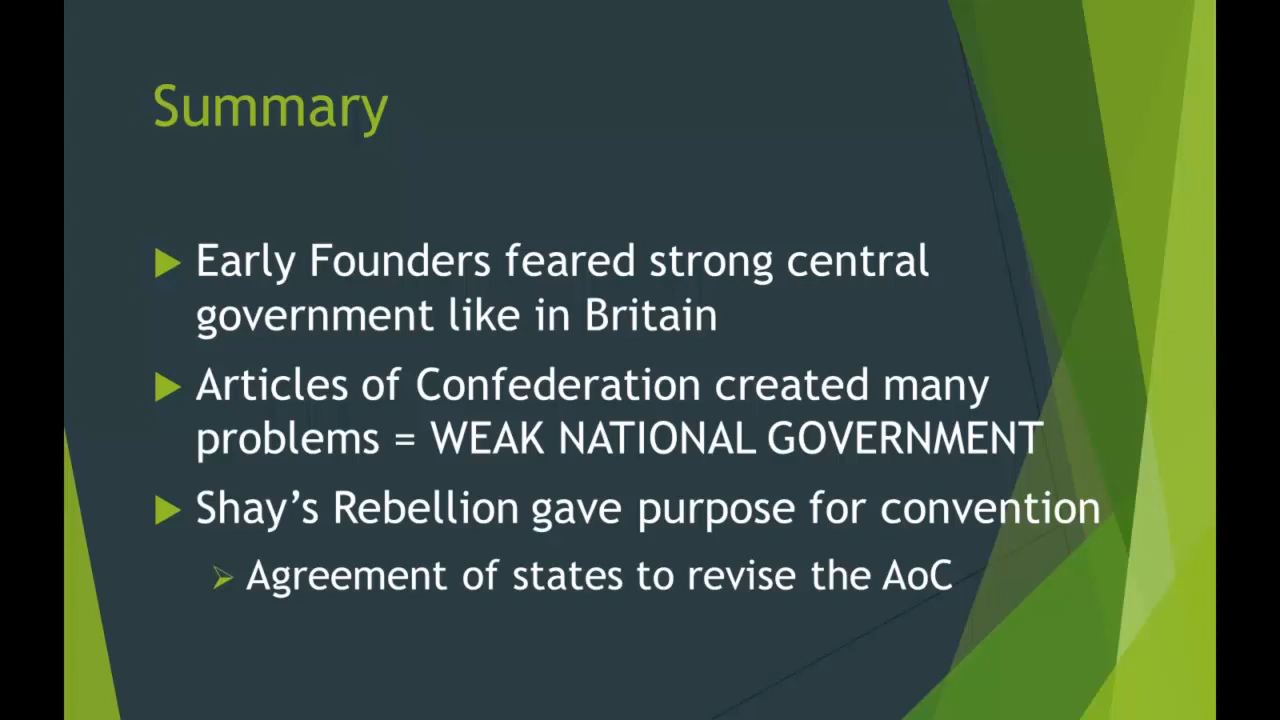 Summary
Early Founders feared strong central
government like in Britain
Articles of Confederation created many
problems = WEAK NATIONAL GOVERNMENT
Shay’s Rebellion gave purpose for convention
Agreement of states to revise the AoC